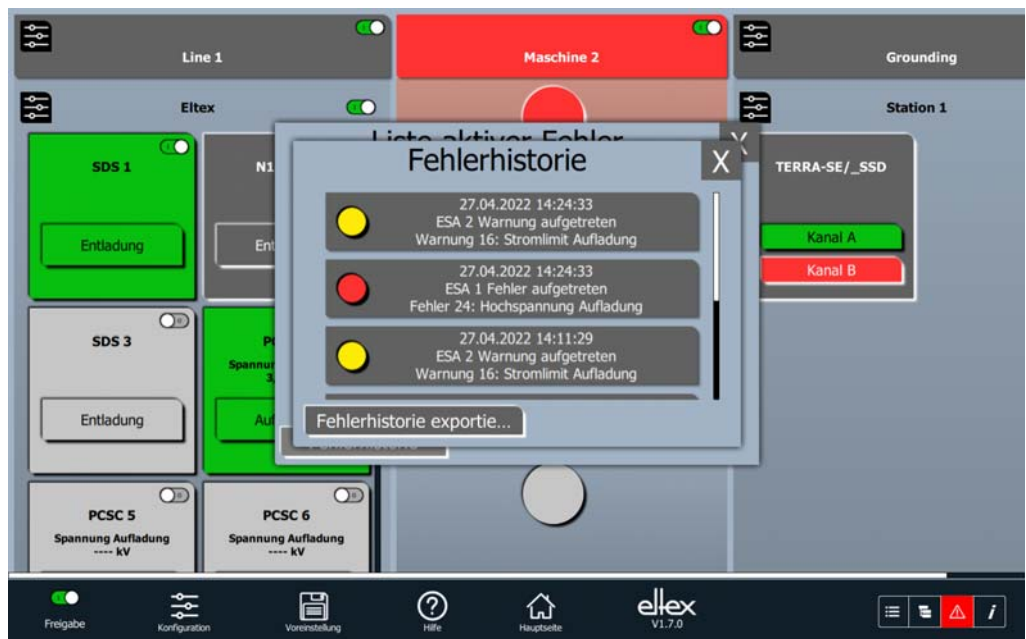 Line 1
Maschine 2
Grounding
Eltex
Station 1
Liste aktiver Fehler
X
Fehlerhistorie
X
SDS 1
Entladung
N1
Ent
TERRA-SE/_SSD
Kanal A
Kanal B
27.04.2022 14:24:33
ESA 2 Warnung aufgetreten
Warnung 16: Stromlimit Aufladung
27.04.2022 14:24:33
ESA 1 Fehler aufgetreten
Fehler 24: Hochspannung Aufladung
27.04.2022 14:11:29
ESA 2 Warnung aufgetreten
Warnung 16: Stromlimit Aufladung
Fehlerhistorie exportie...
SDS 3
Entladung
Spannun
3,
Auf
PCSC 5
Spannung Aufladung
---- kV
PCSC 6
Spannung Aufladung
---- kV
Freigabe
Konfiguration
Voreinstellung
Hilfe
Hauptseite
eltex
V1.7.0